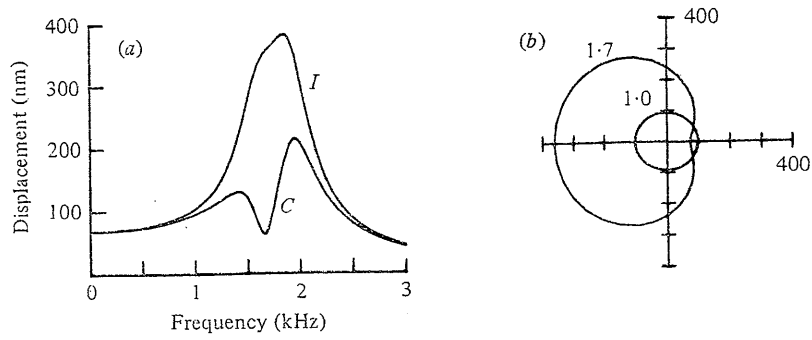 (a)
400
300
200
100
Displacement (nm)
I
C
0
1
2
3
Frequency (kHz)
(b)
400
1·7
1·0
400